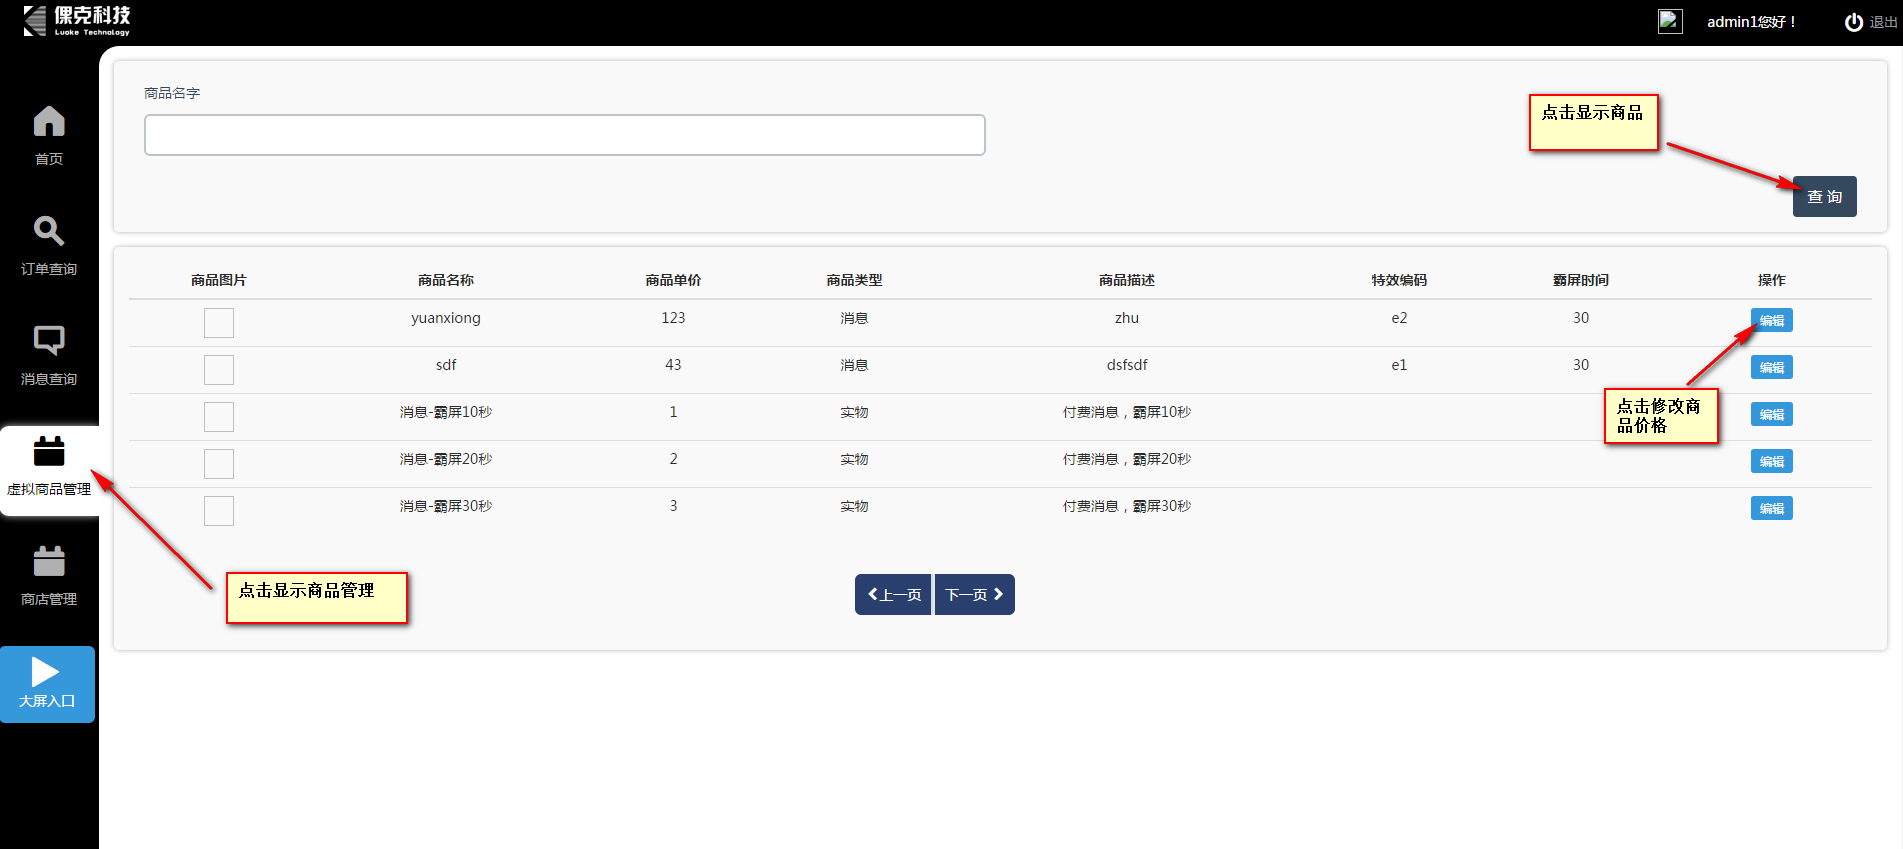 倮克科技
Luoke Technology
admin1您好！
退出
首页
订单查询
消息查询
虚拟商品管理
商店管理
大屏入口
商品名字
点击显示商品
查 询
商品图片 商品名称 商品单价 商品类型 商品描述 特效编码 霸屏时间 操作
yuanxiong 123 消息 zhu e2 30 编辑
sdf 43 消息 dsfsdf e1 30 编辑
消息-霸屏10秒 1 实物 付费消息，霸屏10秒 编辑
消息-霸屏20秒 2 实物 付费消息，霸屏20秒 编辑
消息-霸屏30秒 3 实物 付费消息，霸屏30秒 编辑
点击修改商
品价格
点击显示商品管理
上一页 下一页